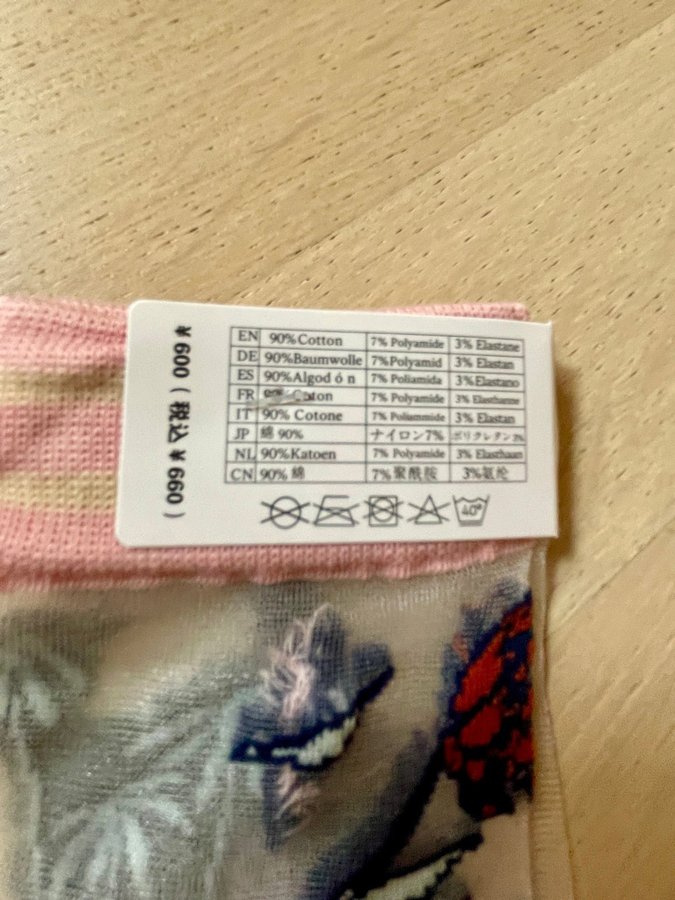 ¥600 (税込¥660)
EN 90%Cotton 7% Polyamide 3% Elastane
DE 90%Baumwolle 7%Polyamid 3% Elastan
ES 90%Algod ó n 7% Poliamida 3%Elastano
FR 7% Polyamide 3% Elasthanne
IT 90% Cotone 7% Poliammide 3% Elastan
JP 綿 90% ナイロン7% ポリウレタン 3%
NL 90%Katoen 7% Polyamide 3% Elasthaan
CN 90% 綿 7%聚酰胺 3%氨纶
40°